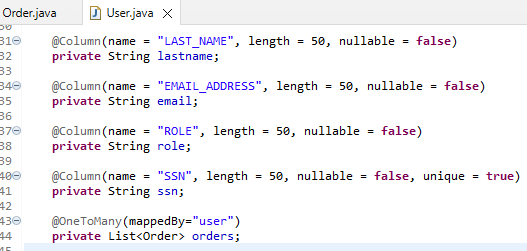 Order.java
User.java
30
31 @Column(name = "LAST_NAME", length = 50, nullable = false)
32 private String lastname;
33
34 @Column(name = "EMAIL_ADDRESS", length = 50, nullable = false)
35 private String email;
36
37 @Column(name = "ROLE", length = 50, nullable = false)
38 private String role;
39
40 @Column(name = "SSN", length = 50, nullable = false, unique = true)
41 private String ssn;
42
43 @OneToMany(mappedBy="user")
44 private List<Order> orders;
45